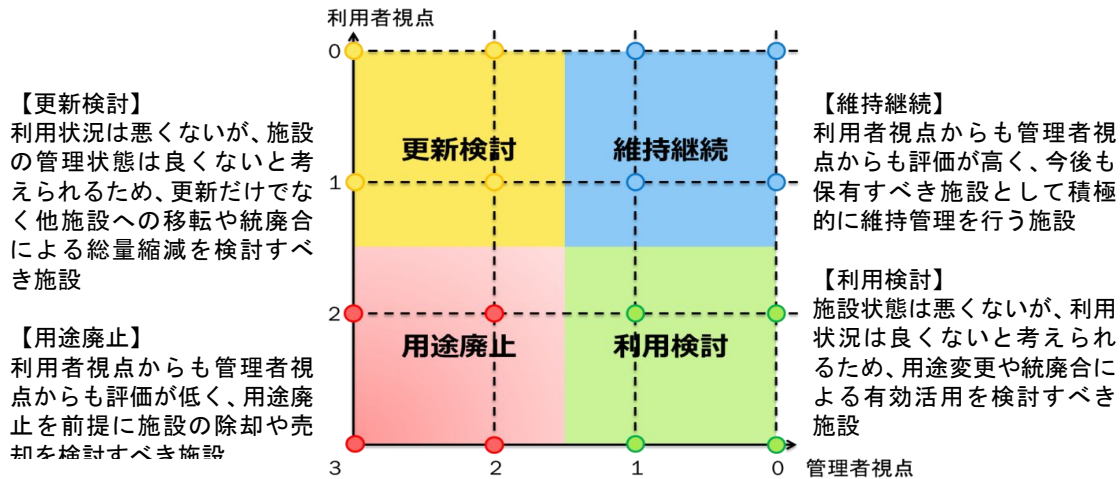 利用者視点
0
1
2
3
2
1
0
管理者視点
更新検討
維持継続
用途廃止
利用検討
【更新検討】
利用状況は悪くないが、施設
の管理状態は良くないと考
えられるため、更新だけでな
く他施設への移転や統廃合
による総量縮減を検討すべ
き施設
【用途廃止】
利用者視点からも管理者視
点からも評価が低く、用途廃
止を前提に施設の除却や売
却を検討すべき施設
【維持継続】
利用者視点からも管理者視
点からも評価が高く、今後も
保有すべき施設として積極
的に維持管理を行う施設
【利用検討】
施設状態は悪くないが、利用
状況は良くないと考えられ
るため、用途変更や統廃合に
よる有効活用を検討すべき
施設